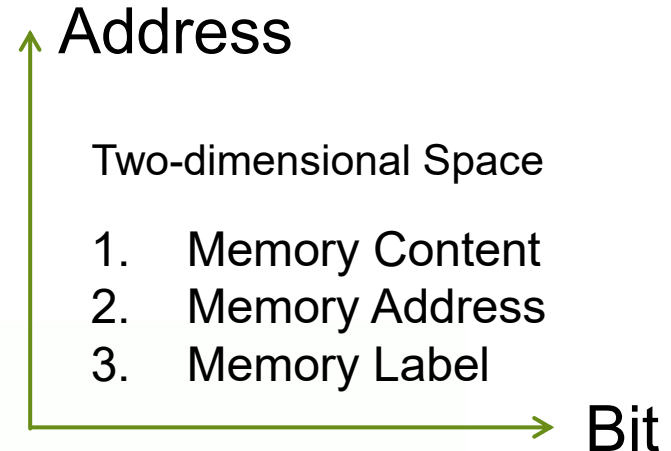 Address
Two-dimensional Space
1. Memory Content
2. Memory Address
3. Memory Label
Bit